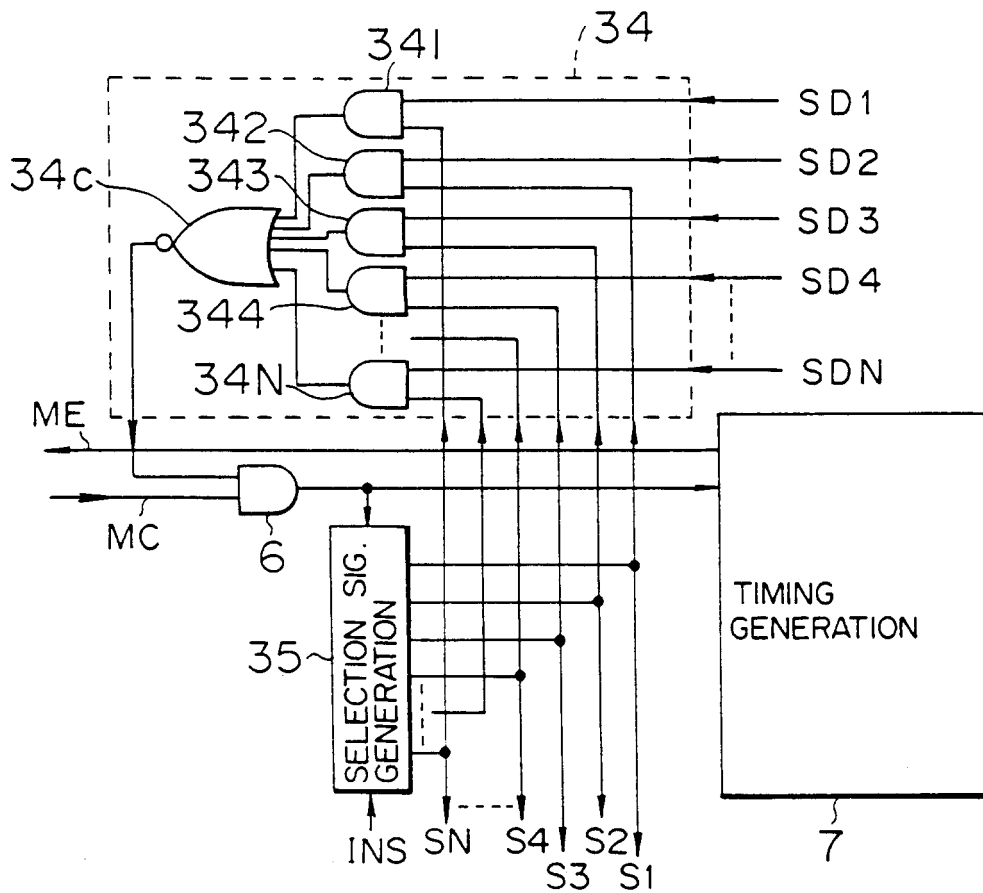 34
341
SD1
342
SD2
34c
343
SD3
SD4
344
34N
SDN
ME
MC
6
TIMING
GENERATION
35
SELECTION SIG.
GENERATION
INS
SN
S4
S3
S2
S1
7